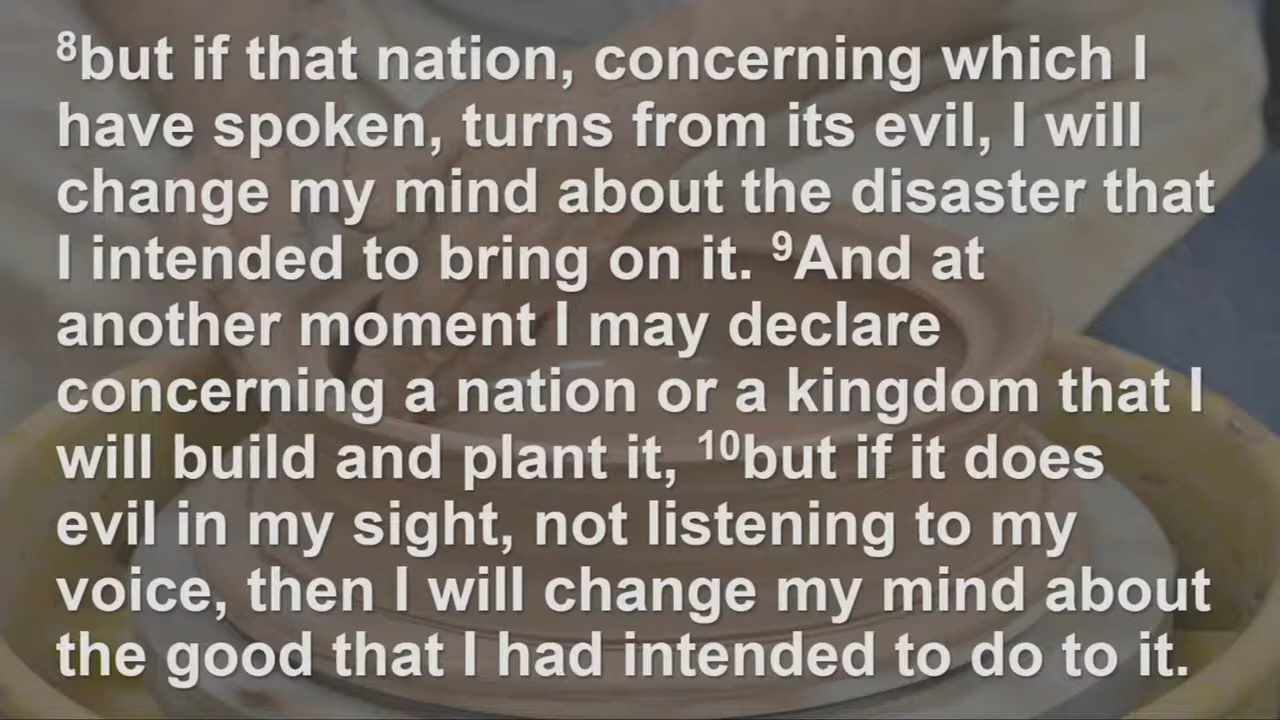 ⁸but if that nation, concerning which I
have spoken, turns from its evil, I will
change my mind about the disaster that
I intended to bring on it. ⁹And at
another moment I may declare
concerning a nation or a kingdom that I
will build and plant it, ¹⁰but if it does
evil in my sight, not listening to my
voice, then I will change my mind about
the good that I had intended to do to it.